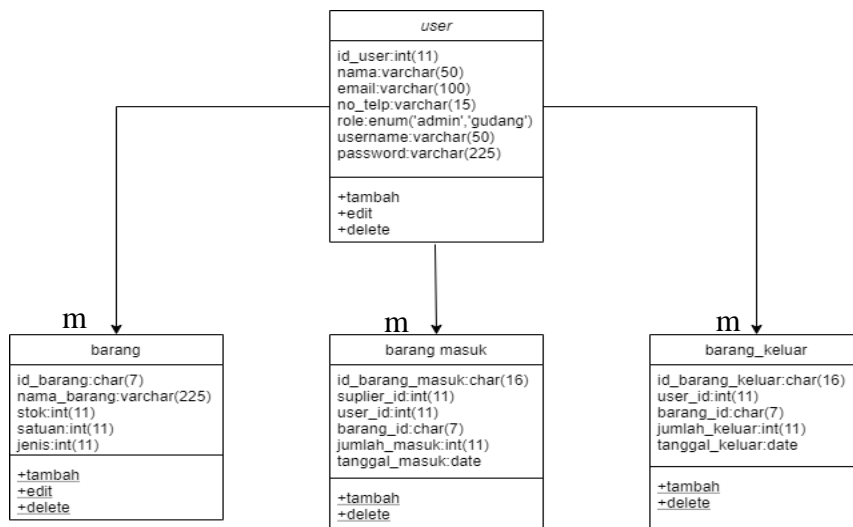 user
id_user:int(11)
nama:varchar(50)
email:varchar(100)
no_telp:varchar(15)
role:enum('admin','gudang')
username:varchar(50)
password:varchar(225)
+tambah
+edit
+delete
m
barang
id_barang:char(7)
nama_barang:varchar(225)
stok:int(11)
satuan:int(11)
jenis:int(11)
+tambah
+edit
+delete
m
barang masuk
id_barang_masuk:char(16)
suplier_id:int(11)
user_id:int(11)
barang_id:char(7)
jumlah_masuk:int(11)
tanggal_masuk:date
+tambah
+delete
m
barang_keluar
id_barang_keluar:char(16)
user_id:int(11)
barang_id:char(7)
jumlah_keluar:int(11)
tanggal_keluar:date
+tambah
+delete